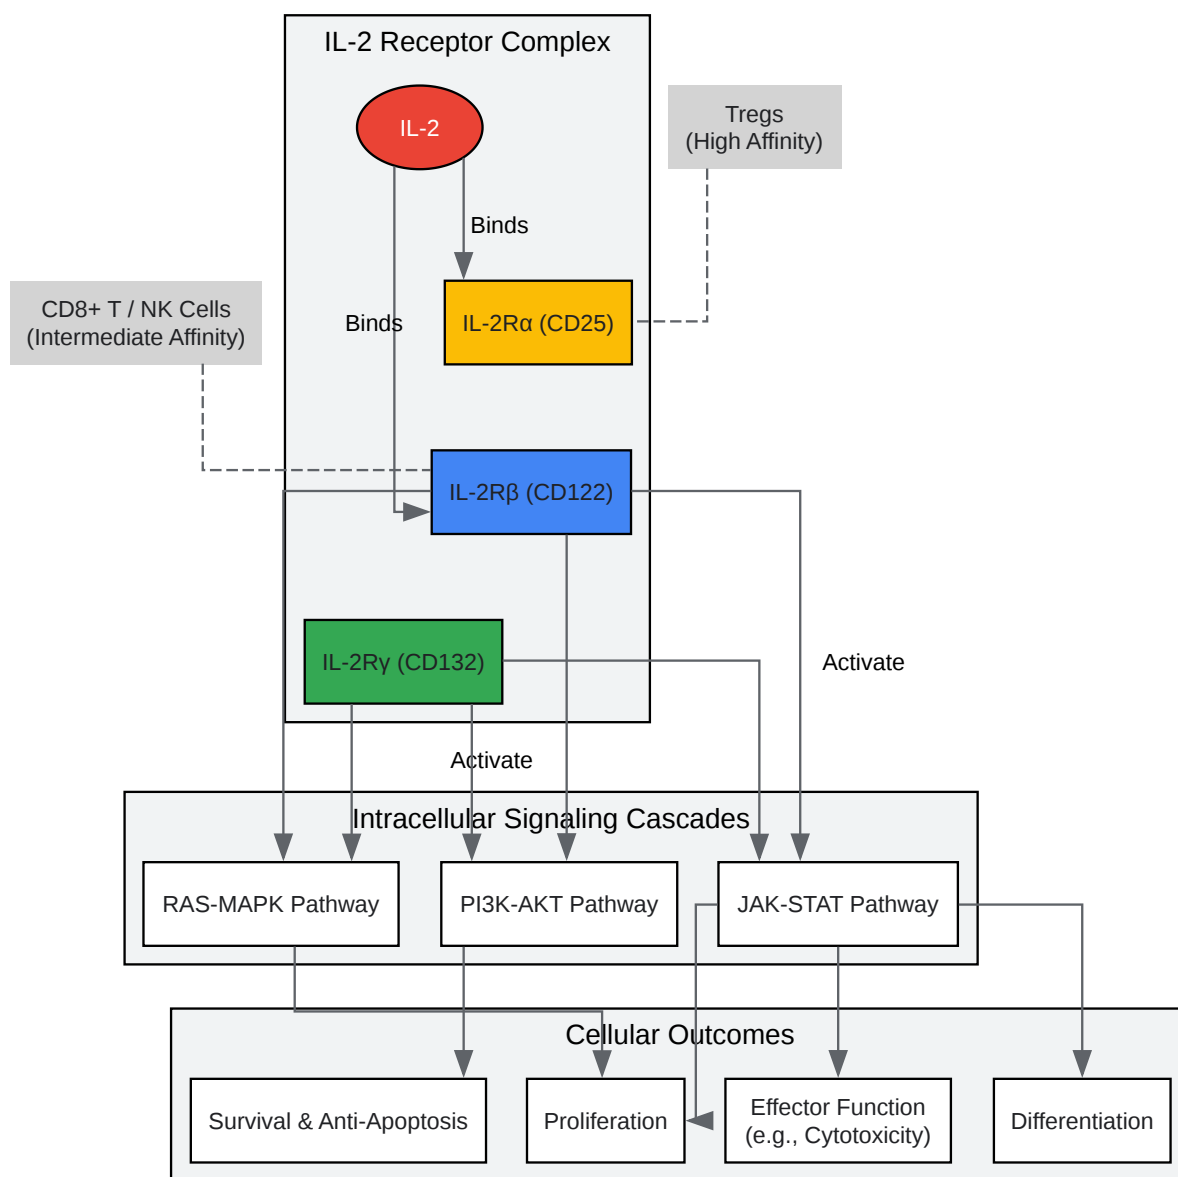 IL-2 Receptor Complex
IL-2
Tregs
(High Affinity)
Binds
IL-2Rα (CD25)
CD8+ T / NK Cells
(Intermediate Affinity)
Binds
IL-2Rβ (CD122)
IL-2Rγ (CD132)
Activate
Activate
Intracellular Signaling Cascades
RAS-MAPK Pathway
PI3K-AKT Pathway
JAK-STAT Pathway
Cellular Outcomes
Survival & Anti-Apoptosis
Proliferation
Effector Function
(e.g., Cytotoxicity)
Differentiation